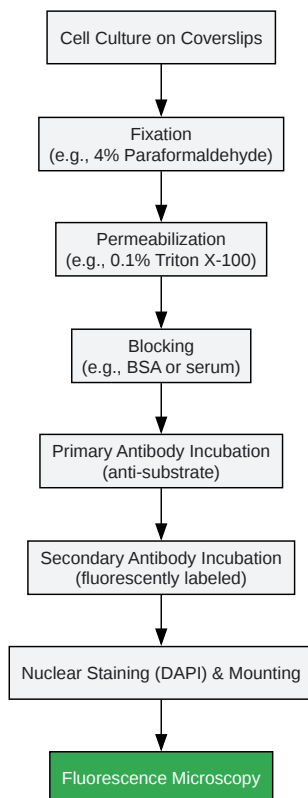 Cell Culture on Coverslips
Fixation
(e.g., 4% Paraformaldehyde)
Permeabilization
(e.g., 0.1% Triton X-100)
Blocking
(e.g., BSA or serum)
Primary Antibody Incubation
(anti-substrate)
Secondary Antibody Incubation
(fluorescently labeled)
Nuclear Staining (DAPI) & Mounting
Fluorescence Microscopy